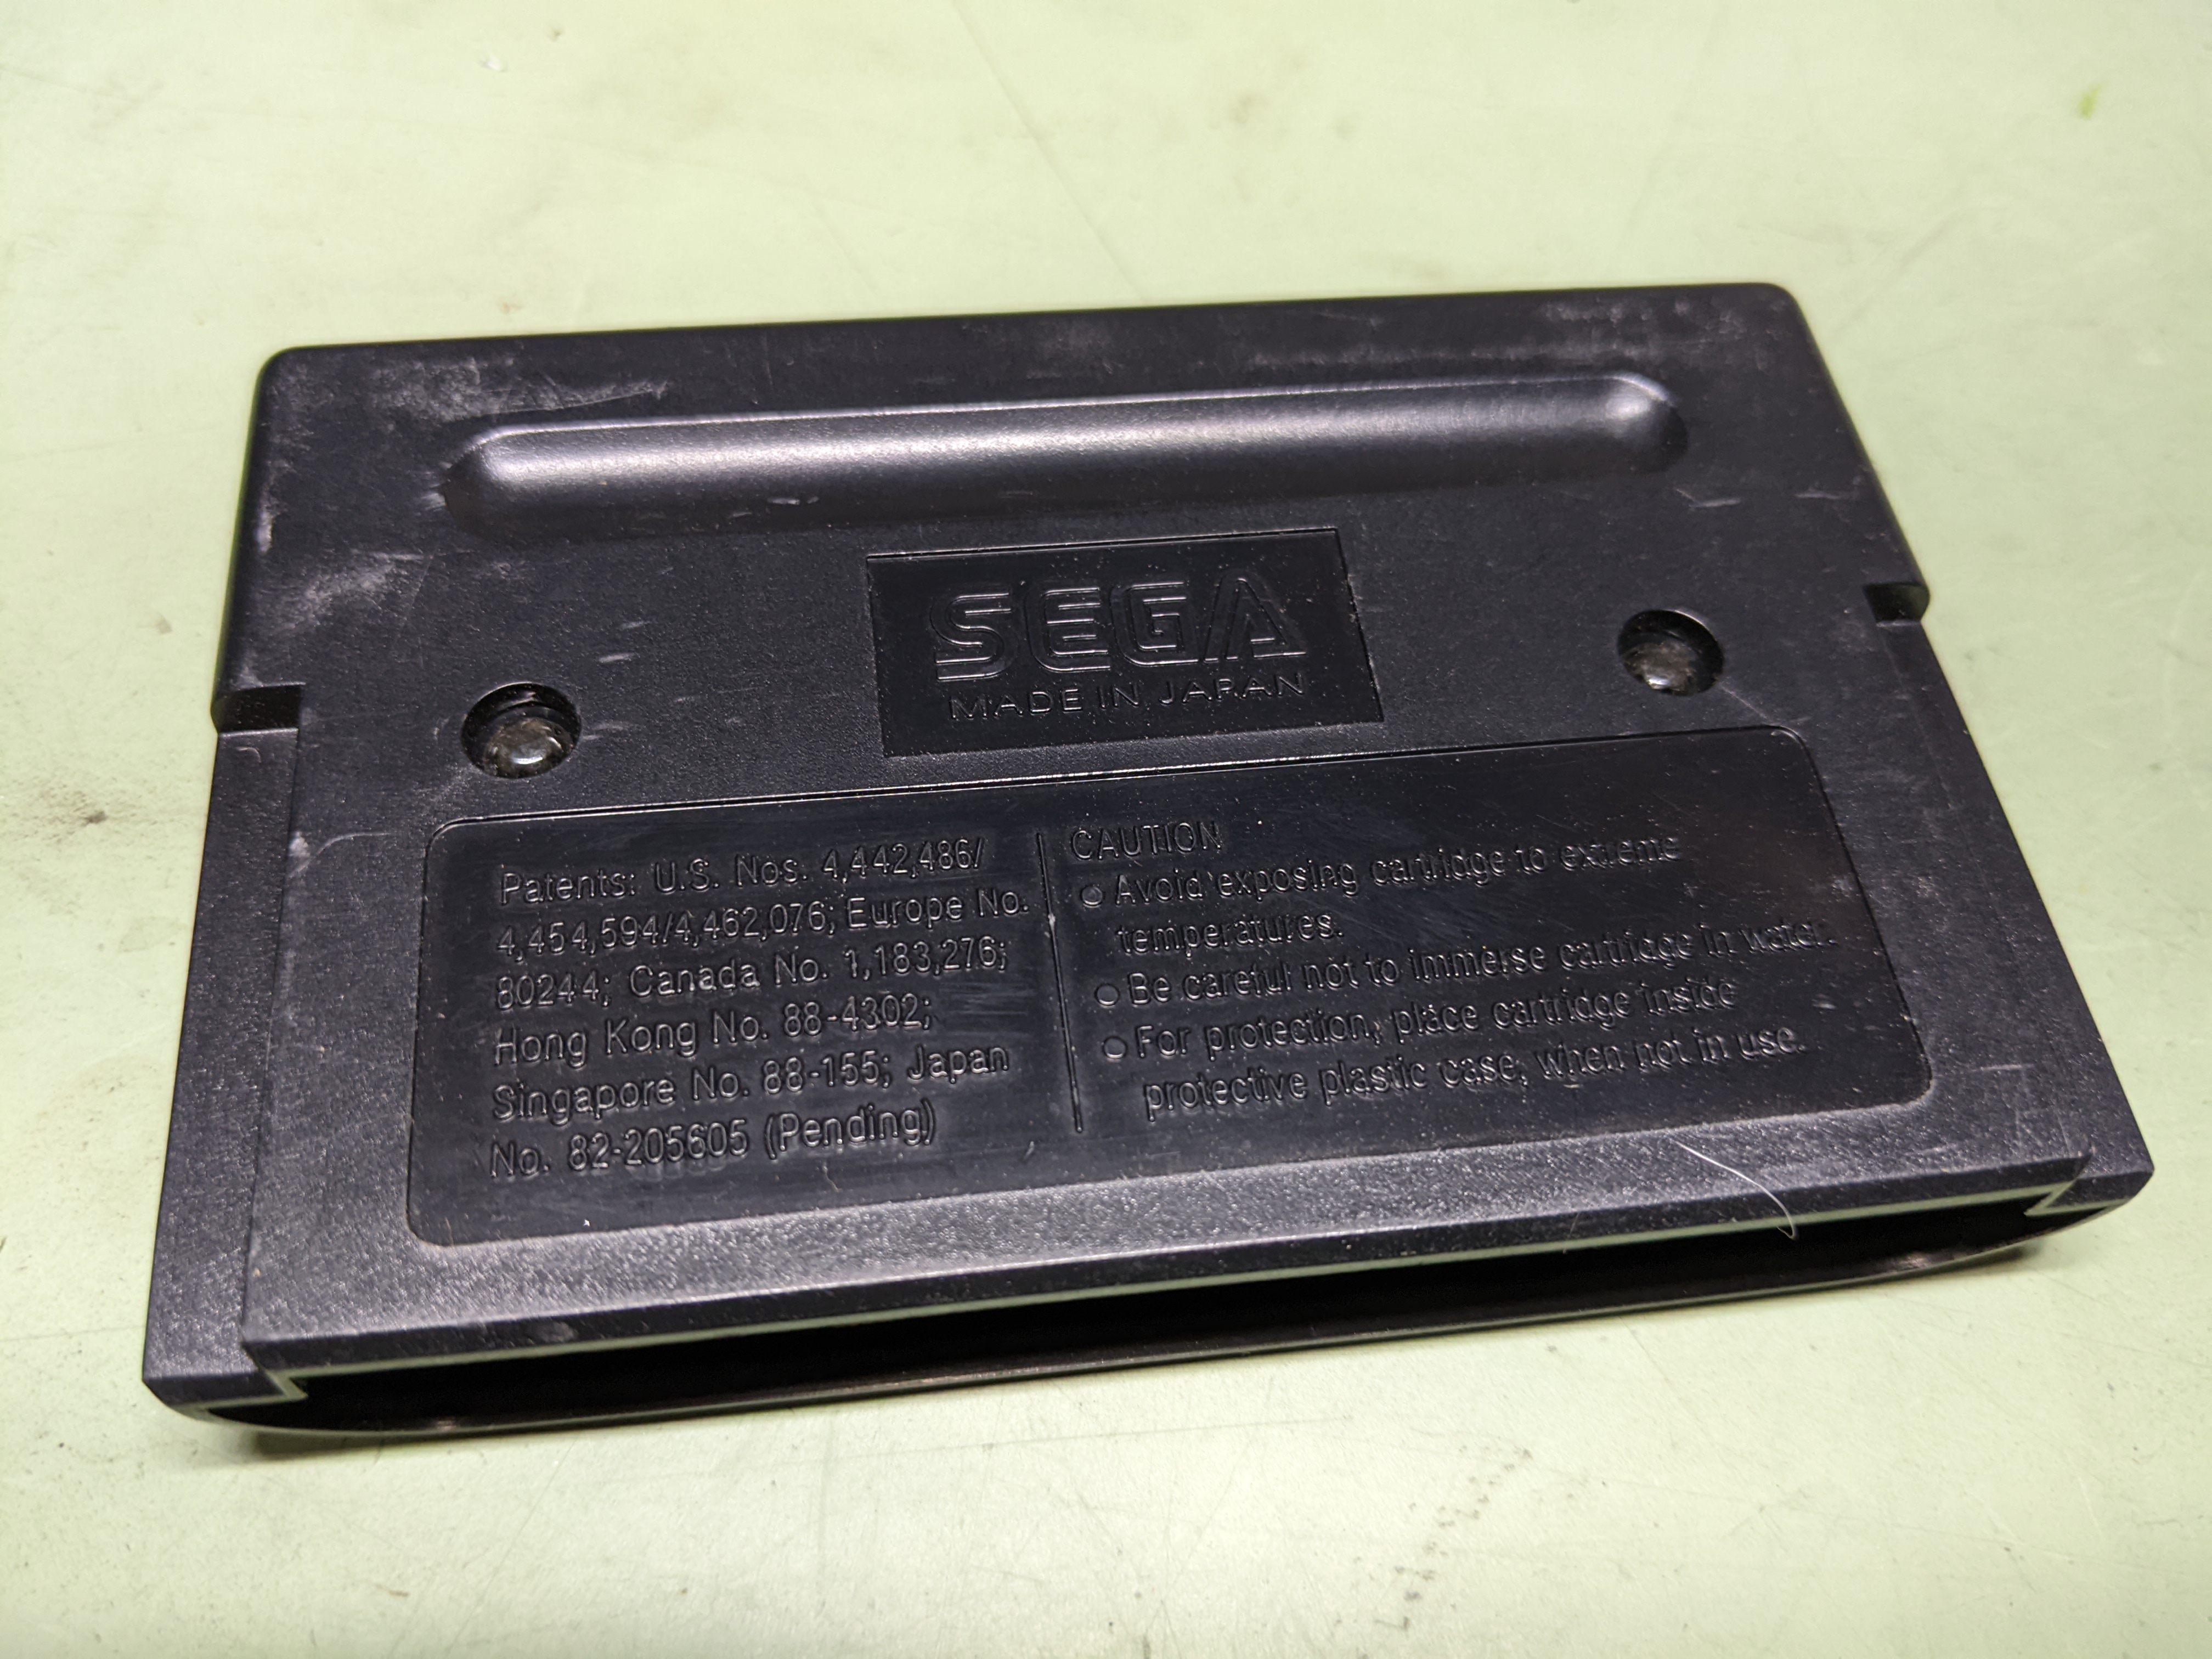 SEGA
MADE IN JAPAN
Patents: U.S. Nos. 4,442,486/
4,454,594/4,462,076; Europe No.
80244; Canada No. 1,183,276;
Hong Kong No. 88-4302;
Singapore No. 88-155; Japan
No. 82-205605 (Pending)
CAUTION
Avoid exposing cartridge to extreme
temperatures.
Be careful not to immerse cartridge in water.
For protection, place cartridge inside
protective plastic case, when not in use.